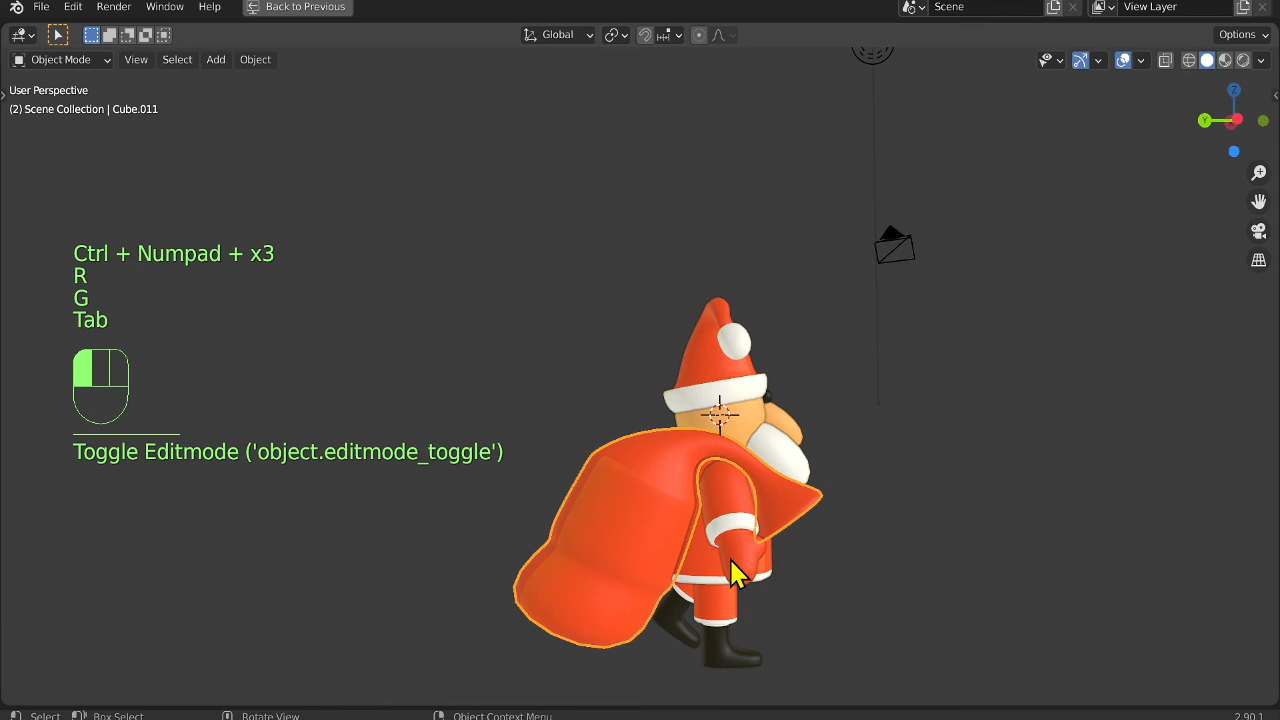 File Edit Render Window Help Back to Previous Scene View Layer
Global Options
Object Mode View Select Add Object
User Perspective
(2) Scene Collection | Cube.011
Z
Y
Ctrl + Numpad + x3
R
G
Tab
Toggle Editmode ('object.editmode_toggle')
Select Box Select Rotate View Object Context Menu 2.90.1